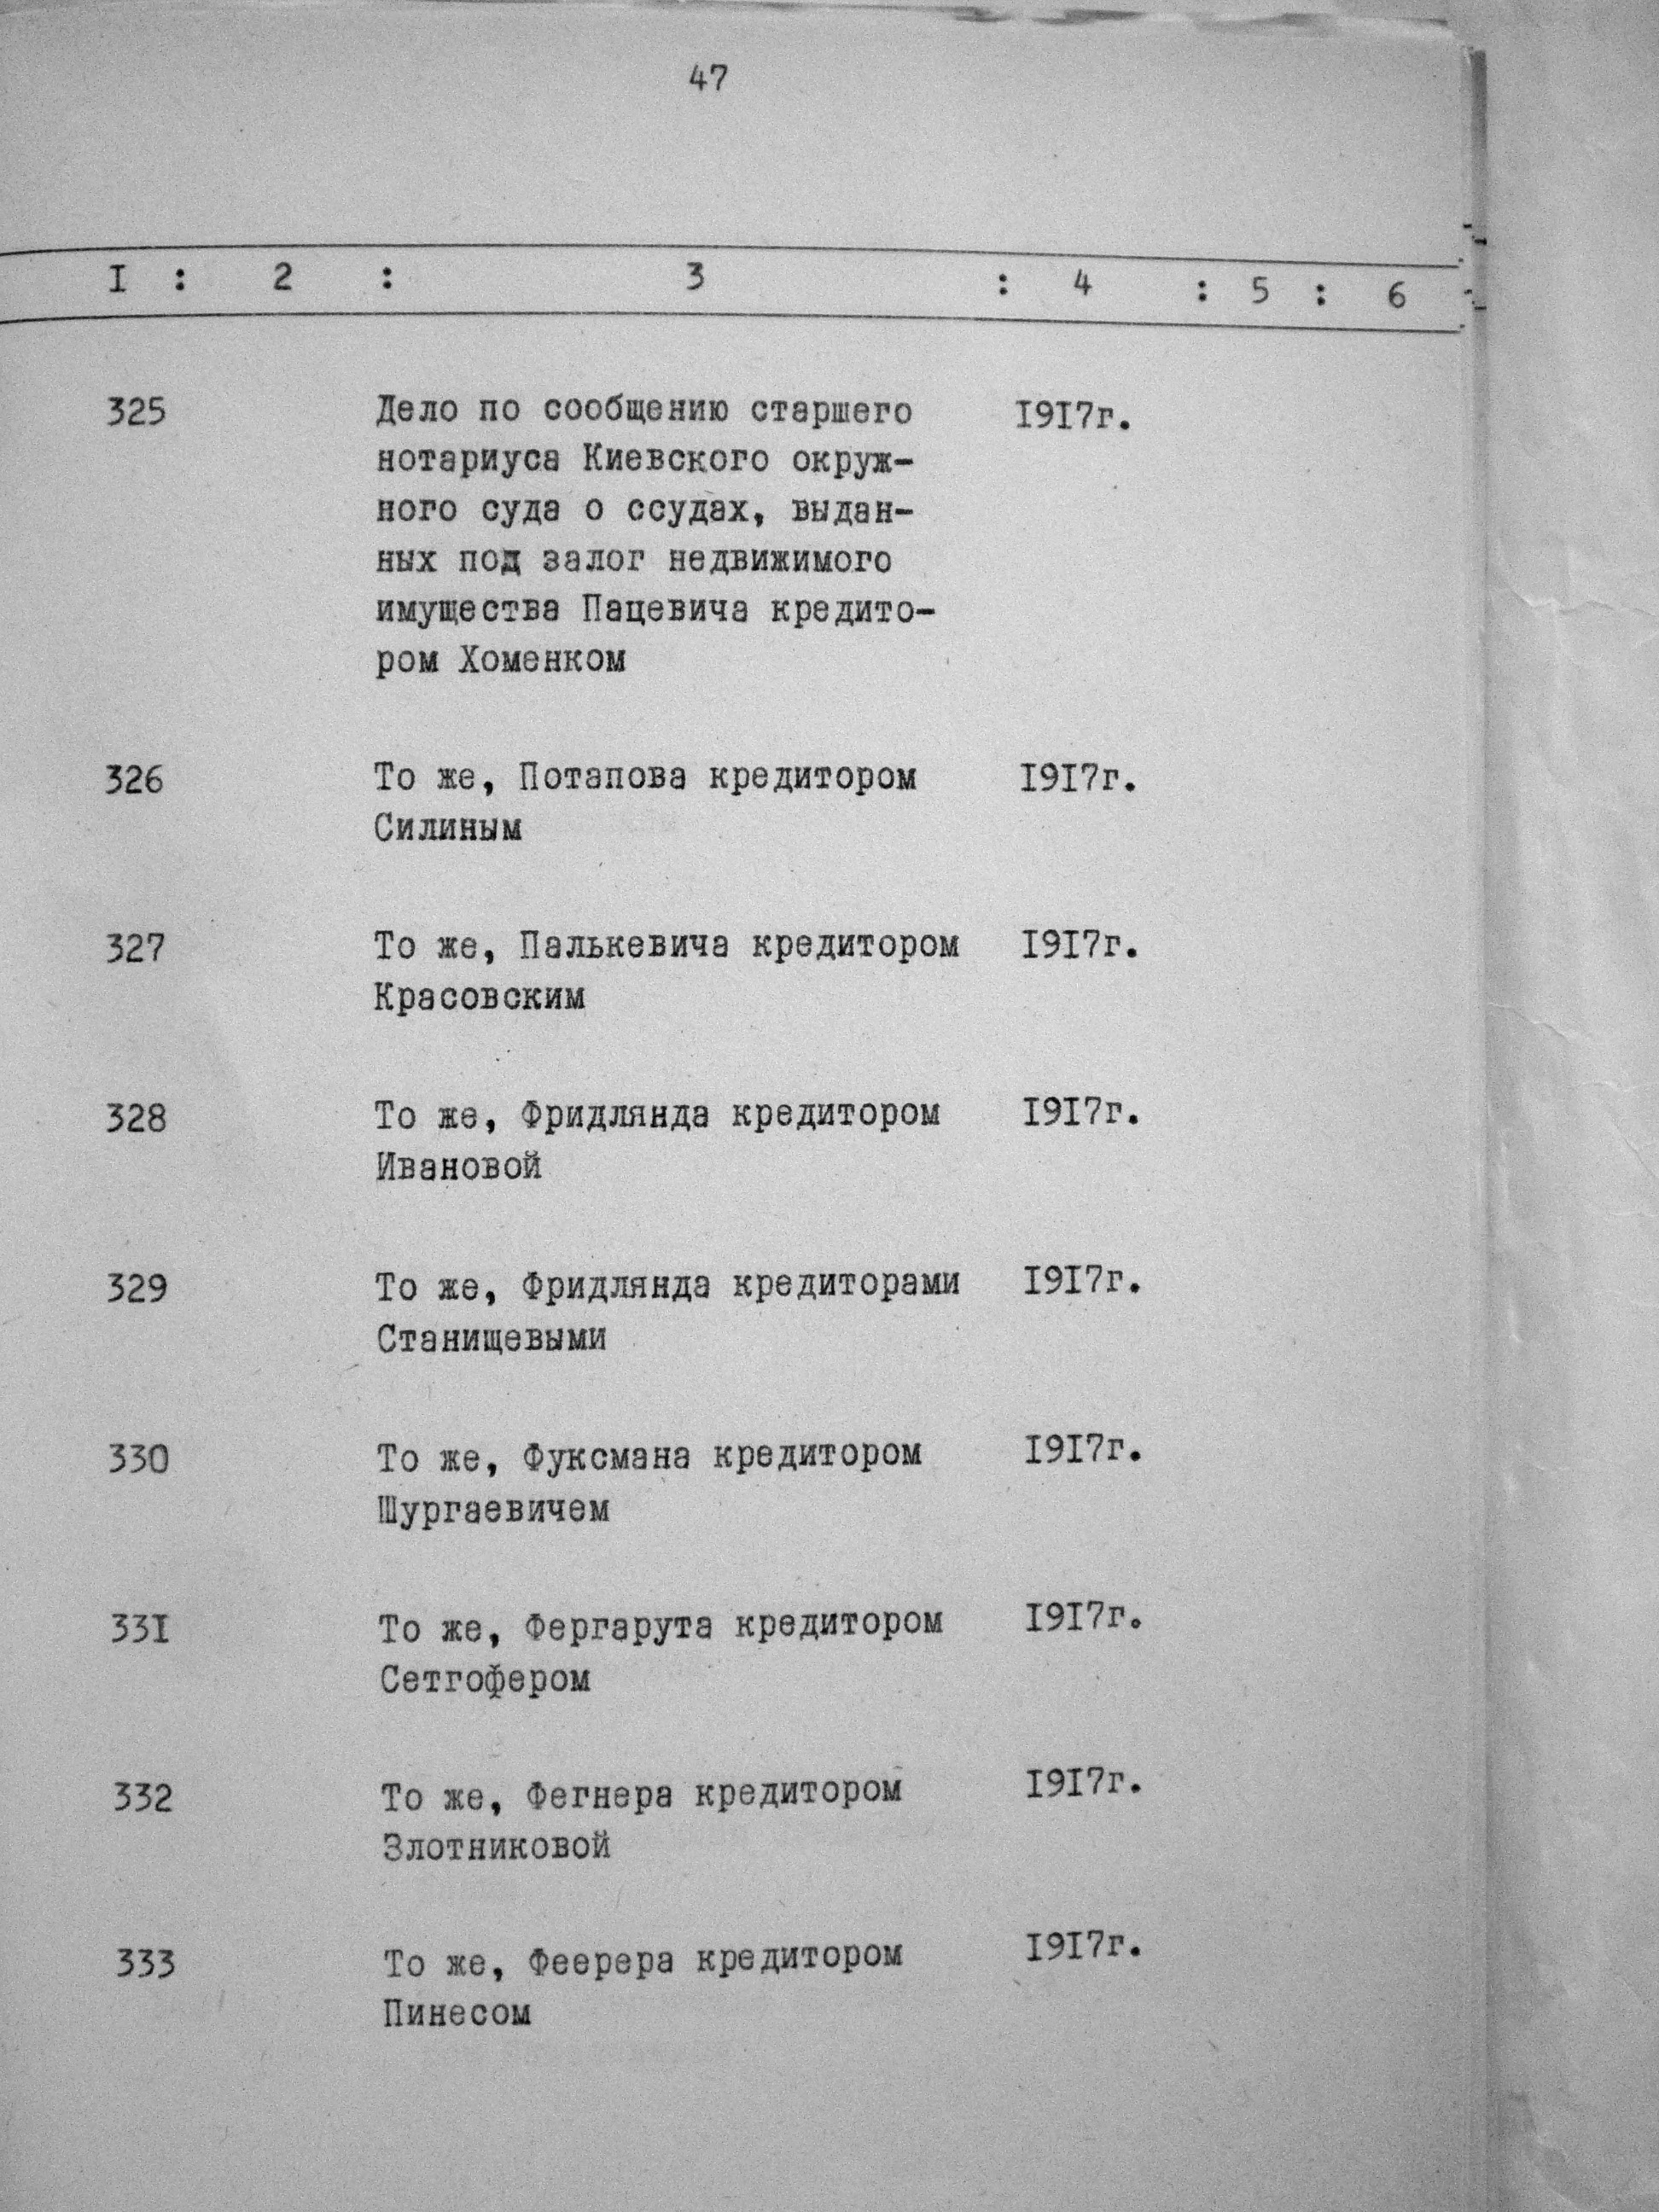 47
I : 2 : 3 : 4 : 5 : 6
325 Дело по сообщению старшего 1917г.
нотариуса Киевского окруж-
ного суда о ссудах, выдан-
ных под залог недвижимого
имущества Пацевича кредито-
ром Хоменком
326 То же, Потапова кредитором 1917г.
Силиным
327 То же, Палькевича кредитором 1917г.
Красовским
328 То же, Фридлянда кредитором 1917г.
Ивановой
329 То же, Фридлянда кредиторами 1917г.
Станищевыми
330 То же, Фуксмана кредитором 1917г.
Шургаевичем
331 То же, Фергарута кредитором 1917г.
Сетгофером
332 То же, Фегнера кредитором 1917г.
Злотниковой
333 То же, Феерера кредитором 1917г.
Пинесом